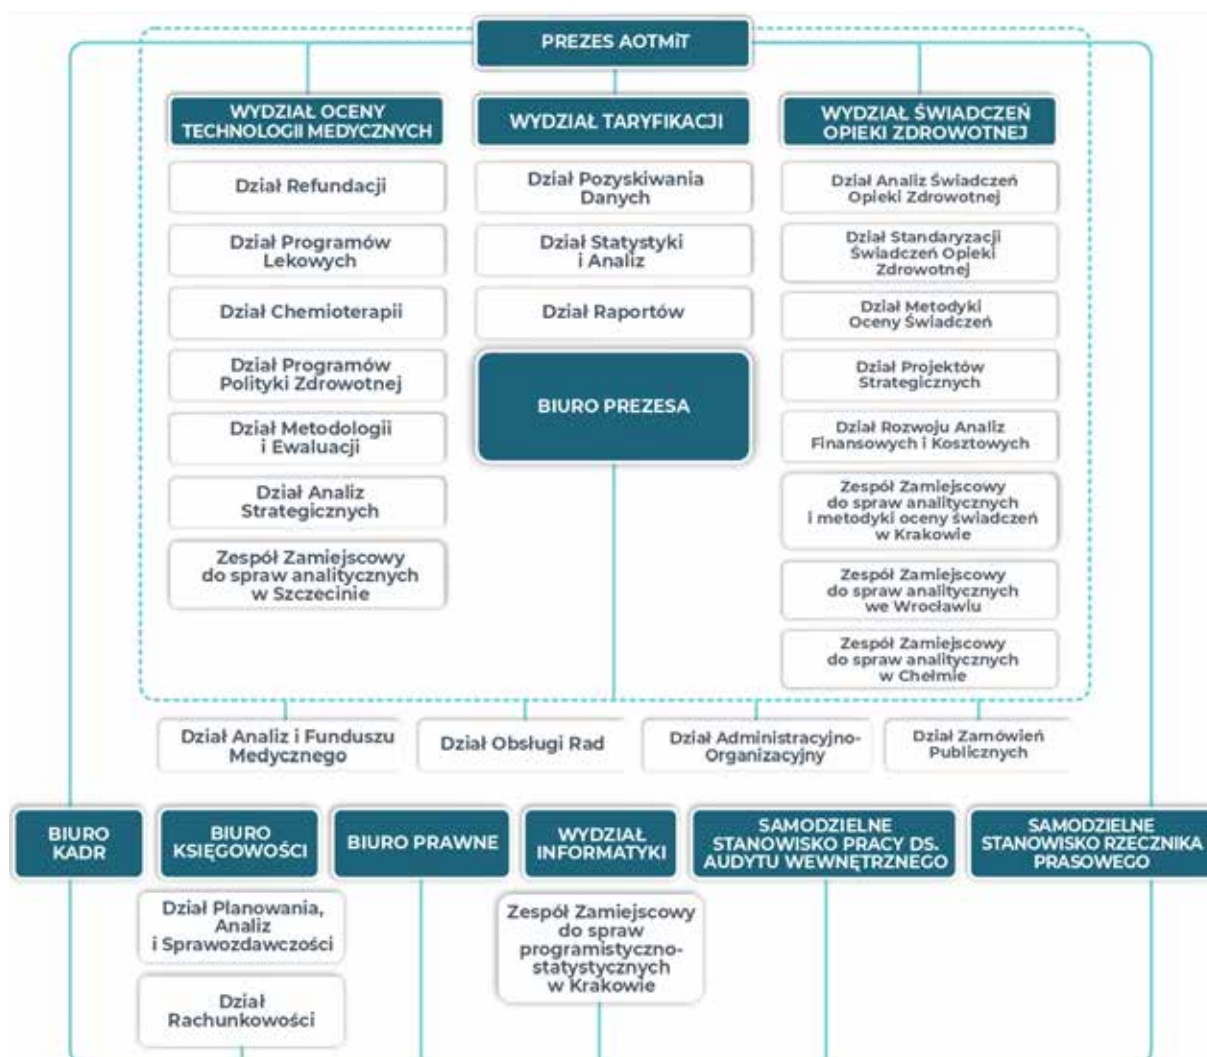 PREZES AOTMiT
WYDZIAŁ OCENY
TECHNOLOGII MEDYCZNYCH
Dział Refundacji
Dział Programów
Lekowych
Dział Chemioterapii
Dział Programów
Polityki Zdrowotnej
Dział Metodologii
i Ewaluacji
Dział Analiz
Strategicznych
Zespół Zamiejscowy
do spraw analitycznych
w Szczecinie
WYDZIAŁ TARYFIKACJI
Dział Pozyskiwania
Danych
Dział Statystyki
i Analiz
Dział Raportów
BIURO PREZESA
WYDZIAŁ ŚWIADCZEŃ
OPIEKI ZDROWOTNEJ
Dział Analiz Świadczeń
Opieki Zdrowotnej
Dział Standaryzacji
Świadczeń Opieki
Zdrowotnej
Dział Metodyki
Oceny Świadczeń
Dział Projektów
Strategicznych
Dział Rozwoju Analiz
Finansowych i Kosztowych
Zespół Zamiejscowy
do spraw analitycznych
i metodyki oceny świadczeń
w Krakowie
Zespół Zamiejscowy
do spraw analitycznych
we Wrocławiu
Zespół Zamiejscowy
do spraw analitycznych
w Chełmie
Dział Analiz i Funduszu
Medycznego
Dział Obsługi Rad
Dział Administracyjno-
Organizacyjny
Dział Zamówień
Publicznych
BIURO
KADR
BIURO
KSIĘGOWOŚCI
Dział Planowania,
Analiz
i Sprawozdawczości
Dział
Rachunkowości
BIURO PRAWNE
WYDZIAŁ
INFORMATYKI
Zespół Zamiejscowy
do spraw
programistyczno-
statystycznych
w Krakowie
SAMODZIELNE
STANOWISKO PRACY DS.
AUDYTU WEWNĘTRZNEGO
SAMODZIELNE
STANOWISKO RZECZNIKA
PRASOWEGO